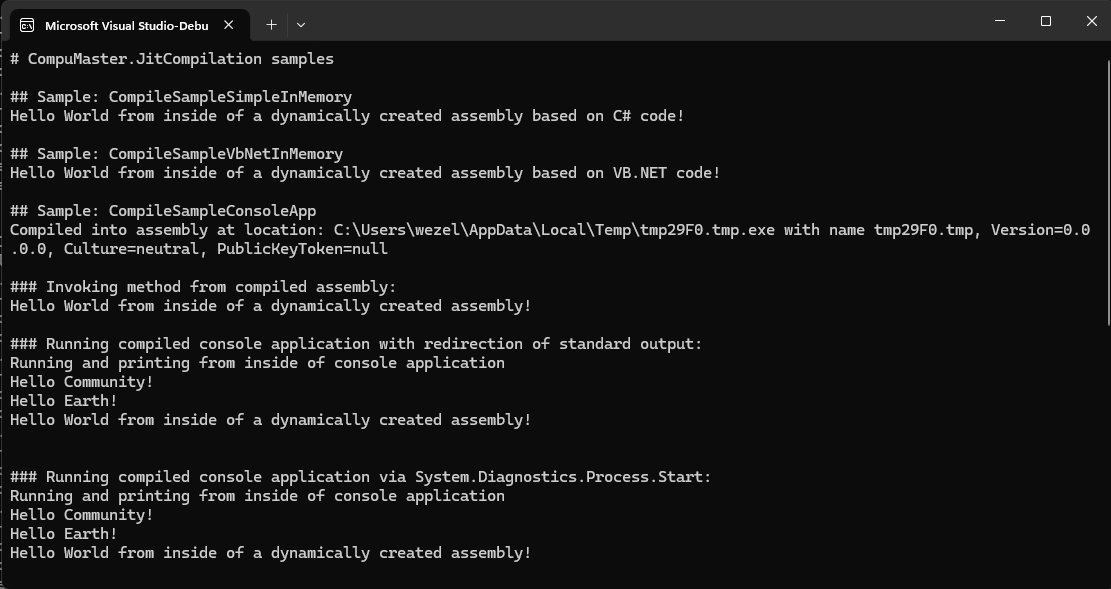 Microsoft Visual Studio-Debu
# CompuMaster.JitCompilation samples
## Sample: CompileSampleSimpleInMemory
Hello World from inside of a dynamically created assembly based on C# code!
## Sample: CompileSampleVbNetInMemory
Hello World from inside of a dynamically created assembly based on VB.NET code!
## Sample: CompileSampleConsoleApp
Compiled into assembly at location: C:\Users\wezel\AppData\Local\Temp\tmp29F0.tmp.exe with name tmp29F0.tmp, Version=0.0
.0.0, Culture=neutral, PublicKeyToken=null
### Invoking method from compiled assembly:
Hello World from inside of a dynamically created assembly!
### Running compiled console application with redirection of standard output:
Running and printing from inside of console application
Hello Community!
Hello Earth!
Hello World from inside of a dynamically created assembly!
### Running compiled console application via System.Diagnostics.Process.Start:
Running and printing from inside of console application
Hello Community!
Hello Earth!
Hello World from inside of a dynamically created assembly!